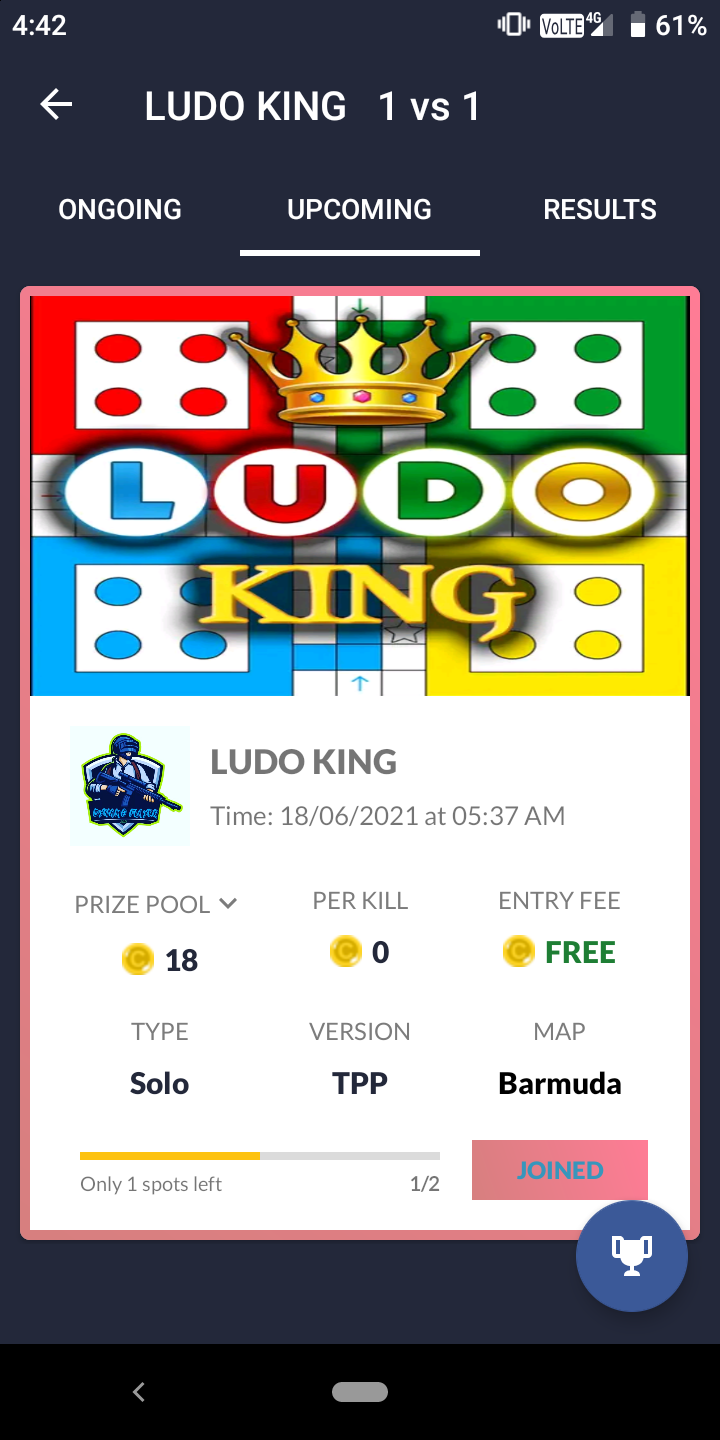 4:42 VoLTE 4G 61%
LUDO KING 1 vs 1
ONGOING UPCOMING RESULTS
LUDO
KING
LUDO KING
Time: 18/06/2021 at 05:37 AM
PRIZE POOL PER KILL ENTRY FEE
18 0 FREE
TYPE VERSION MAP
Solo TPP Barmuda
Only 1 spots left 1/2 JOINED